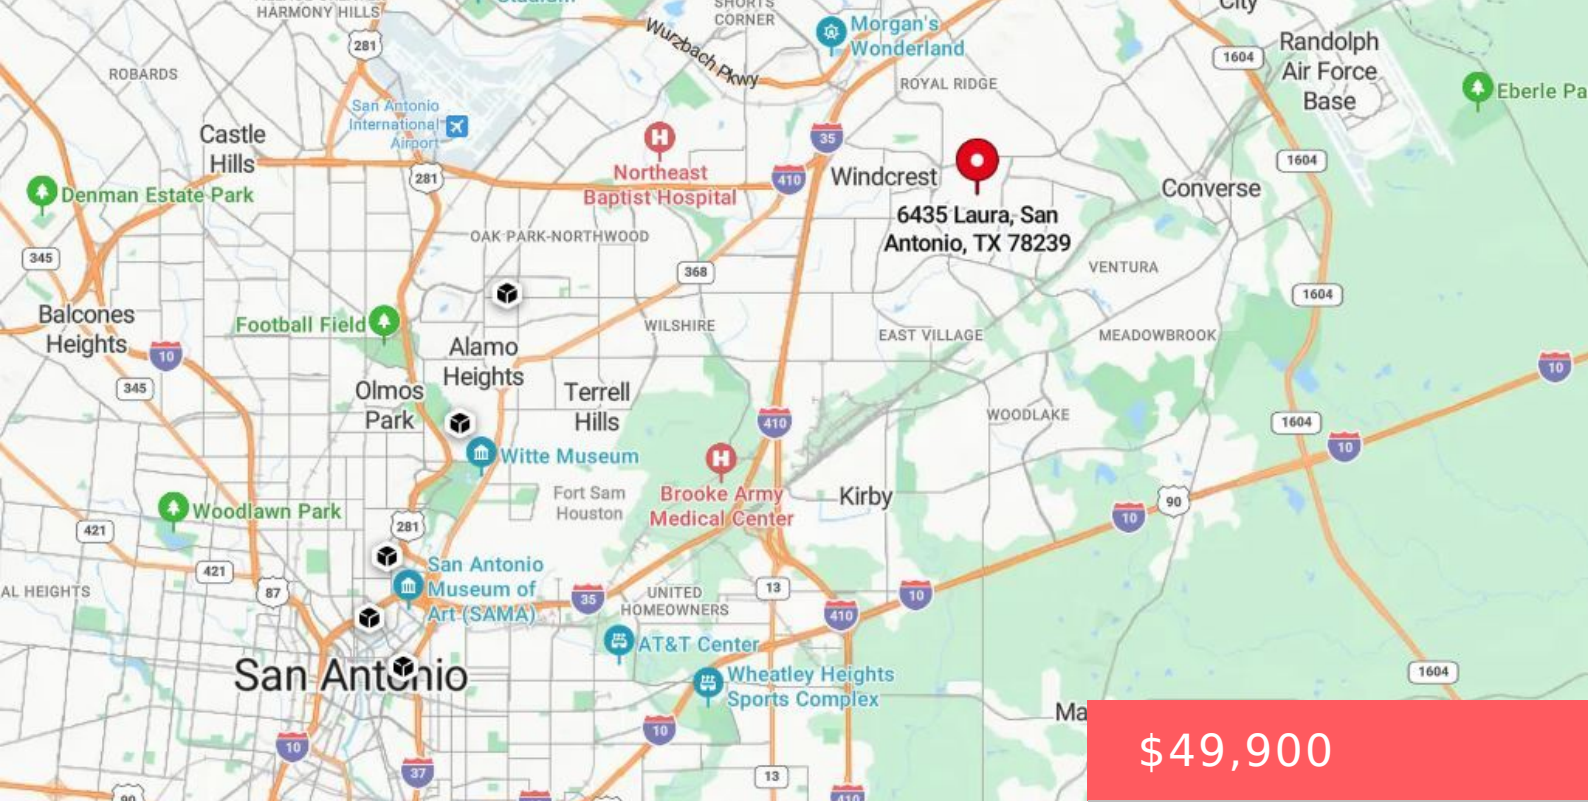 HARMONY HILLS
Stadium
SHORTS
CORNER
City
Morgan's
Wonderland
Wurzbach Pkwy
281
1604
Randolph
Air Force
Base
ROBARDS
ROYAL RIDGE
Eberle Pa
San Antonio
International
Airport
Castle
Hills
35
1604
Northeast
Baptist Hospital
281
410
Windcrest
Converse
Denman Estate Park
6435 Laura, San
Antonio, TX 78239
OAK PARK-NORTHWOOD
345
368
VENTURA
1604
Balcones
Heights
Football Field
WILSHIRE
EAST VILLAGE
MEADOWBROOK
10
Alamo
Heights
10
345
Olmos
Park
Terrell
Hills
WOODLAKE
410
1604
10
Witte Museum
Brooke Army
Medical Center
Kirby
Fort Sam
Houston
90
10
Woodlawn Park
421
281
San Antonio
Museum of
Art (SAMA)
421
87
AL HEIGHTS
35
UNITED
HOMEOWNERS
13
10
410
AT&T Center
San Antonio
Wheatley Heights
Sports Complex
1604
Ma
10
10
37
13
410
90
$49,900